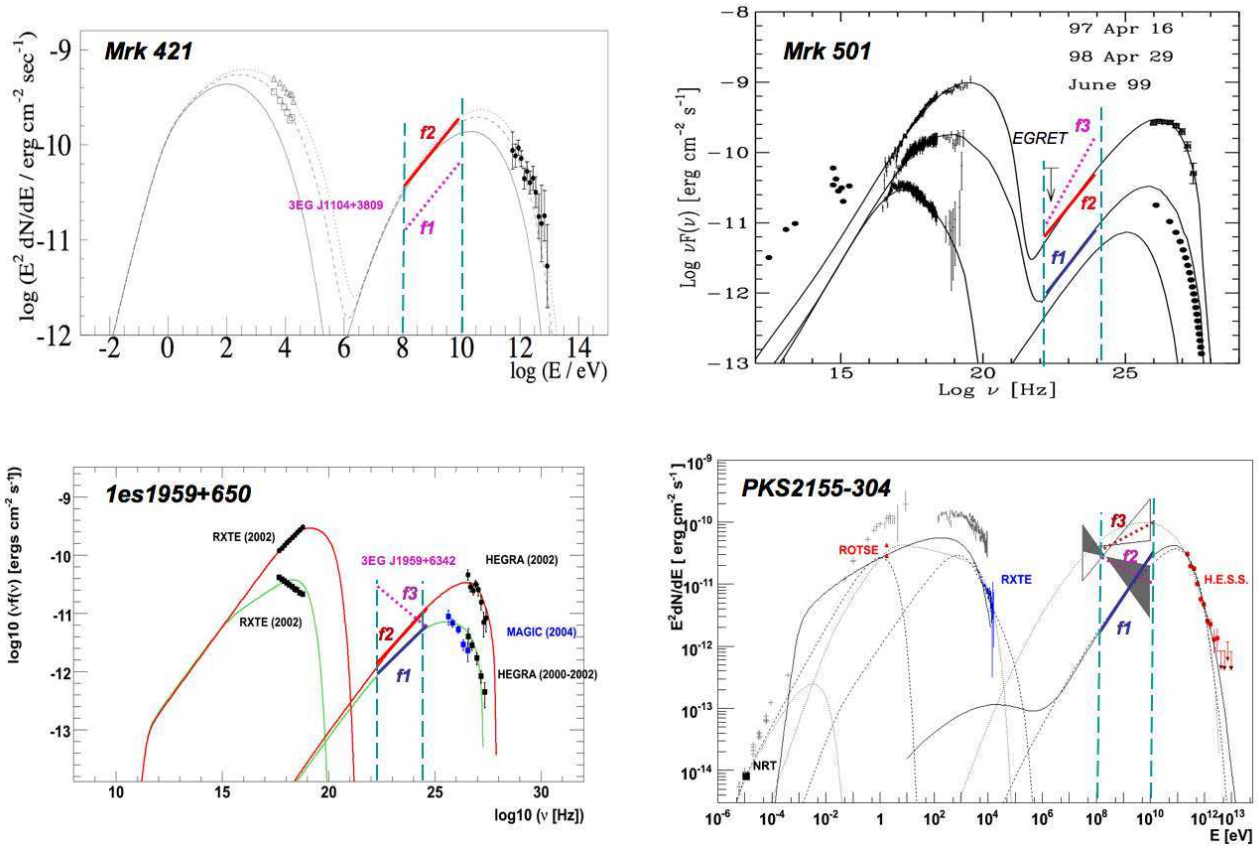 Mrk 421
log (E² dN/dE / erg cm⁻² sec⁻¹)
-9
-10
-11
-12
f2
3EG J1104+3809
f1
-2 0 2 4 6 8 10 12 14
log (E / eV)
Mrk 501
97 Apr 16
98 Apr 29
June 99
Log νF(ν) [erg cm⁻² s⁻¹]
−8
−9
−10
−11
−12
−13
EGRET
f3
f2
f1
15 20 25
Log ν [Hz]
1es1959+650
log10 (νf(ν) [ergs cm⁻² s⁻¹])
-9
-10
-11
-12
-13
RXTE (2002)
RXTE (2002)
3EG J1959+6342
HEGRA (2002)
f3
f2
f1
MAGIC (2004)
HEGRA (2000-2002)
10 15 20 25 30
log10 (ν [Hz])
PKS2155-304
E²dN/dE [ erg cm⁻² s⁻¹]
10⁻⁹
10⁻¹⁰
10⁻¹¹
10⁻¹²
10⁻¹³
10⁻¹⁴
ROTSE
RXTE
f3
f2
f1
H.E.S.S.
NRT
10⁻⁶ 10⁻⁴ 10⁻² 1 10² 10⁴ 10⁶ 10⁸ 10¹⁰ 10¹² 10¹³
E [eV]